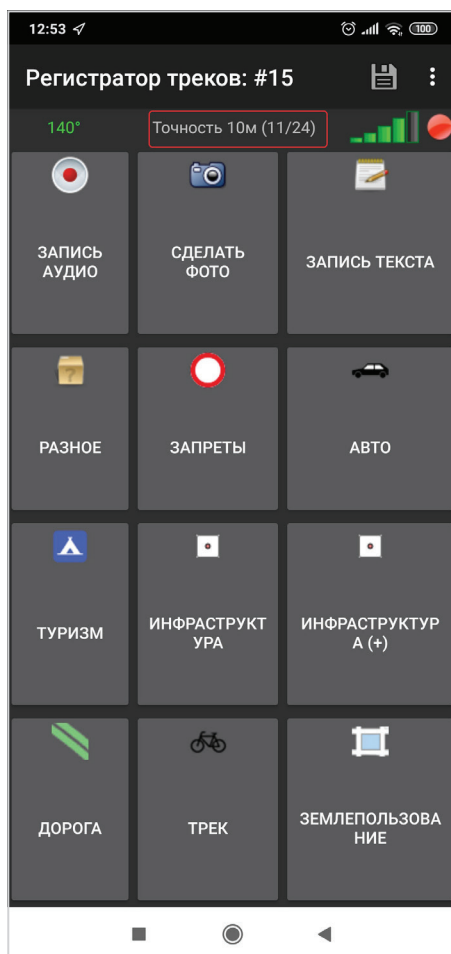 12:53
100
Регистратор треков: #15
140°
Точность 10м (11/24)
ЗАПИСЬ
АУДИО
СДЕЛАТЬ
ФОТО
ЗАПИСЬ ТЕКСТА
?
РАЗНОЕ
ЗАПРЕТЫ
АВТО
ТУРИЗМ
ИНФРАСТРУКТ
УРА
ИНФРАСТРУКТУР
А (+)
ДОРОГА
ТРЕК
ЗЕМЛЕПОЛЬЗОВА
НИЕ